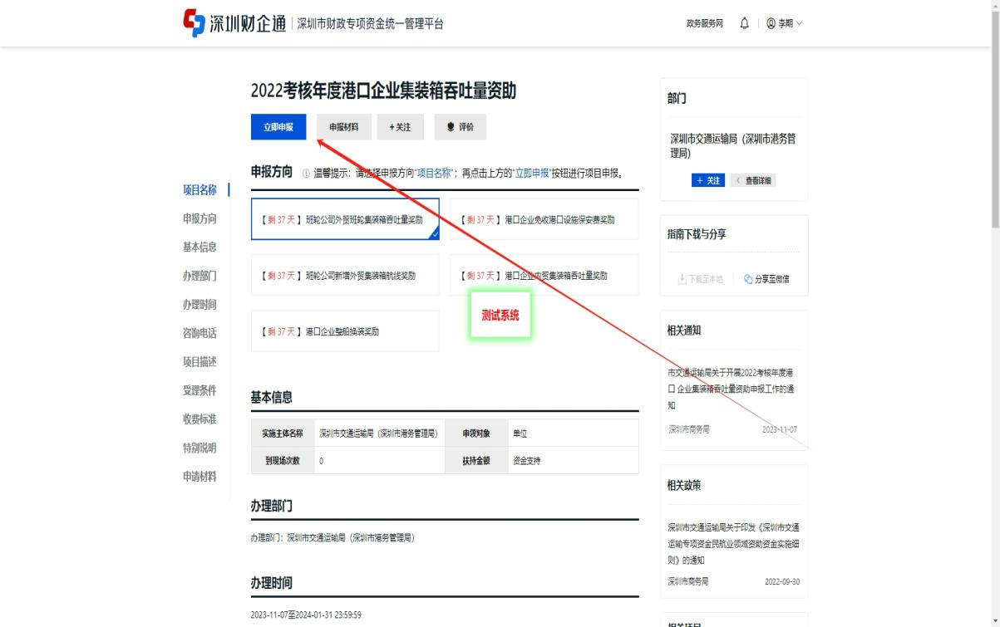 深圳财企通 深圳市财政专项资金统一管理平台
政务服务网
李期
2022考核年度港口企业集装箱吞吐量资助
立即申报
申报材料
+ 关注
评价
申报方向
温馨提示：请选择申报方向“项目名称”；再点击上方的“立即申报”按钮进行项目申报。
项目名称
申报方向
基本信息
办理部门
办理时间
咨询电话
项目描述
受理条件
收费标准
特别说明
申请材料
【 剩 37 天 】 班轮公司外贸班轮集装箱吞吐量奖励
【 剩 37 天 】 港口企业免收港口设施保安费奖励
【 剩 37 天 】 班轮公司新增外贸集装箱航线奖励
【 剩 37 天 】 港口企业内贸集装箱吞吐量奖励
【 剩 37 天 】 港口企业整船换装奖励
测试系统
基本信息
实施主体名称 深圳市交通运输局（深圳市港务管理局） 申领对象 单位
到现场次数 0 扶持金额 资金支持
办理部门
办理部门：深圳市交通运输局（深圳市港务管理局）
办理时间
2023-11-07至2024-01-31 23:59:59
部门
深圳市交通运输局（深圳市港务管
理局）
+ 关注
查看详细
指南下载与分享
下载至本地
分享至微信
相关通知
市交通运输局关于开展2022考核年度港
口 企业集装箱吞吐量资助申报工作的通
知
深圳市商务局 2023-11-07
相关政策
深圳市交通运输局关于印发《深圳市交通
运输专项资金民航业领域资助资金实施细
则》的通知
深圳市商务局 2022-09-30